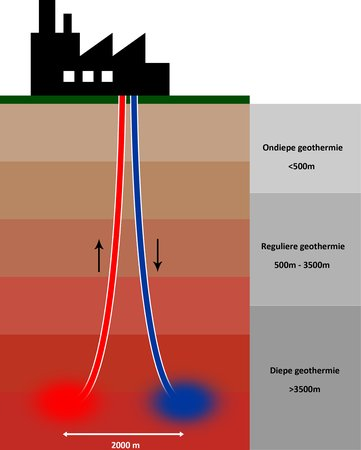 Ondiepe geothermie
<500m
Reguliere geothermie
500m - 3500m
Diepe geothermie
>3500m
2000 m